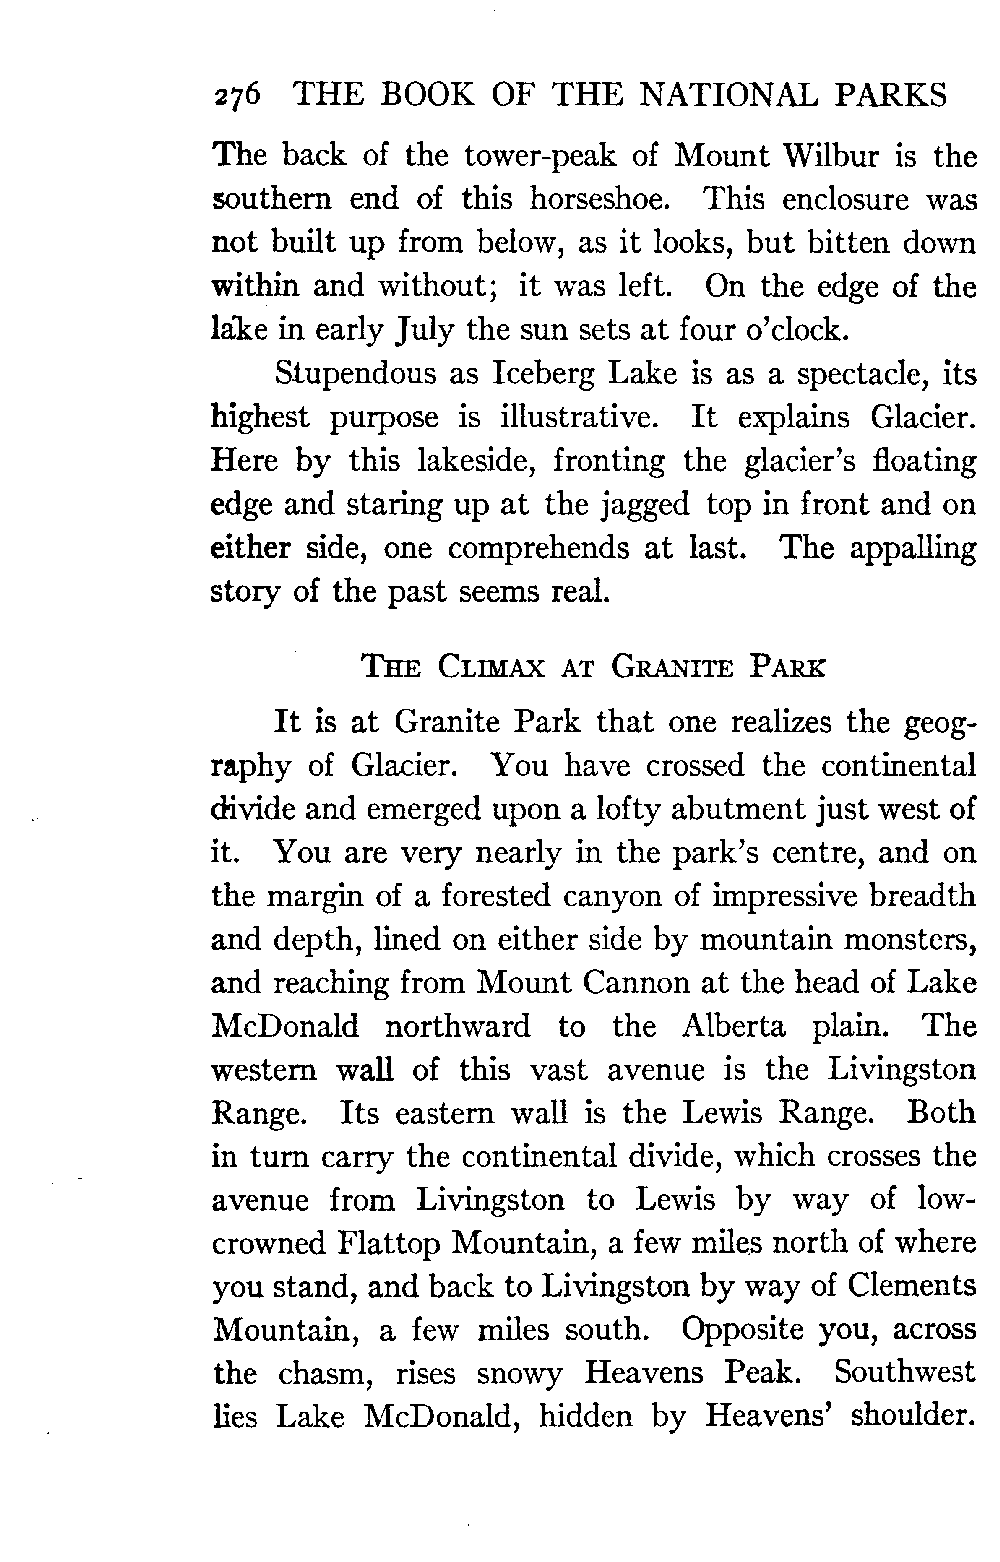 276 THE BOOK OF THE NATIONAL PARKS
The back of the tower-peak of Mount Wilbur is the
southern end of this horseshoe. This enclosure was
not built up from below, as it looks, but bitten down
within and without; it was left. On the edge of the
lake in early July the sun sets at four o'clock.
Stupendous as Iceberg Lake is as a spectacle, its
highest purpose is illustrative. It explains Glacier.
Here by this lakeside, fronting the glacier's floating
edge and staring up at the jagged top in front and on
either side, one comprehends at last. The appalling
story of the past seems real.
THE CLIMAX AT GRANITE PARK
It is at Granite Park that one realizes the geog-
raphy of Glacier. You have crossed the continental
divide and emerged upon a lofty abutment just west of
it. You are very nearly in the park's centre, and on
the margin of a forested canyon of impressive breadth
and depth, lined on either side by mountain monsters,
and reaching from Mount Cannon at the head of Lake
McDonald northward to the Alberta plain. The
western wall of this vast avenue is the Livingston
Range. Its eastern wall is the Lewis Range. Both
in turn carry the continental divide, which crosses the
avenue from Livingston to Lewis by way of low-
crowned Flattop Mountain, a few miles north of where
you stand, and back to Livingston by way of Clements
Mountain, a few miles south. Opposite you, across
the chasm, rises snowy Heavens Peak. Southwest
lies Lake McDonald, hidden by Heavens' shoulder.